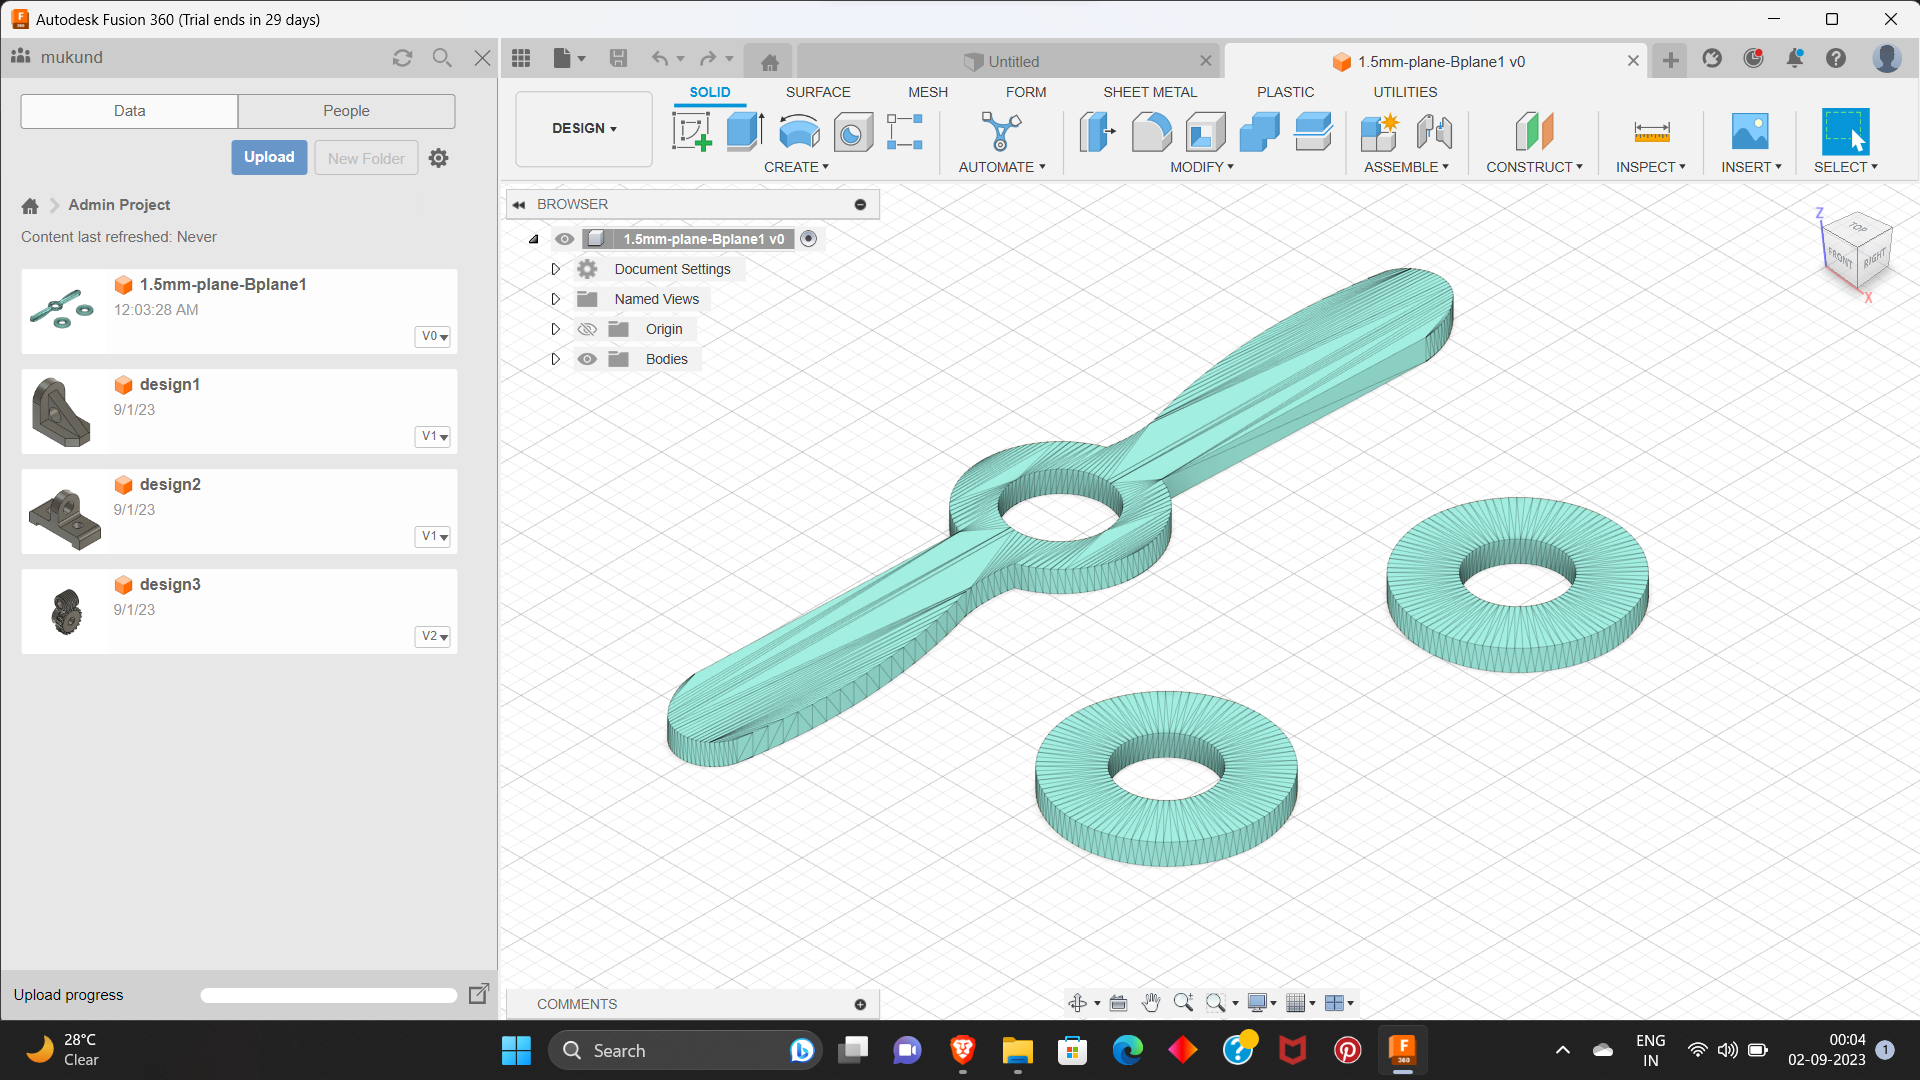 Autodesk Fusion 360 (Trial ends in 29 days)
mukund
Untitled
1.5mm-plane-Bplane1 v0
Data
People
Upload
New Folder
Admin Project
Content last refreshed: Never
1.5mm-plane-Bplane1
12:03:28 AM
V0
design1
9/1/23
V1
design2
9/1/23
V1
design3
9/1/23
V2
Upload progress
DESIGN
SOLID
SURFACE
MESH
FORM
SHEET METAL
PLASTIC
UTILITIES
CREATE
AUTOMATE
MODIFY
ASSEMBLE
CONSTRUCT
INSPECT
INSERT
SELECT
BROWSER
1.5mm-plane-Bplane1 v0
Document Settings
Named Views
Origin
Bodies
Z
TOP
FRONT
RIGHT
X
COMMENTS
28°C
Clear
Search
F
360
ENG
IN
00:04
02-09-2023
1